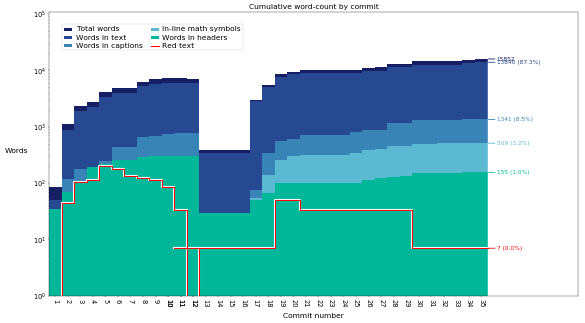 Cumulative word-count by commit
10⁵
10⁴
10³
10²
10¹
10⁰
Words
Total words
Words in text
Words in captions
In-line math symbols
Words in headers
Red text
13840 (87.3%)
1341 (8.5%)
509 (3.2%)
155 (1.0%)
7 (0.0%)
1 2 3 4 5 6 7 8 9 10 11 12 13 14 15 16 17 18 19 20 21 22 23 24 25 26 27 28 29 30 31 32 33 34 35
Commit number